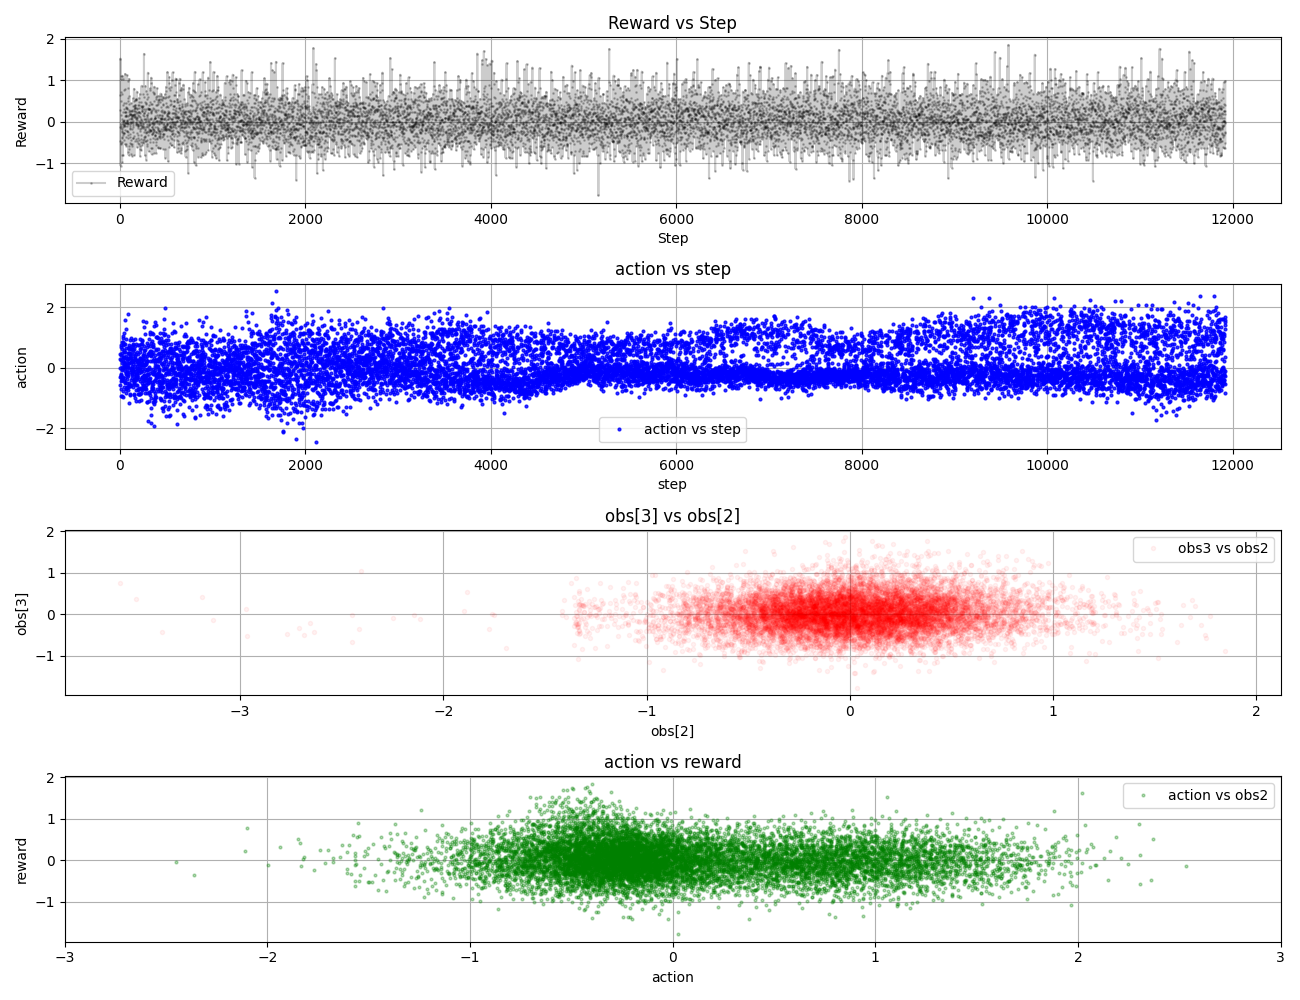 Reward vs Step
2
1
0
−1
Reward
Reward
0 2000 4000 6000 8000 10000 12000
Step
action vs step
2
0
−2
action
action vs step
0 2000 4000 6000 8000 10000 12000
step
obs[3] vs obs[2]
2
1
0
−1
obs[3]
obs3 vs obs2
−3 −2 −1 0 1 2
obs[2]
action vs reward
2
1
0
−1
reward
action vs obs2
−3 −2 −1 0 1 2 3
action